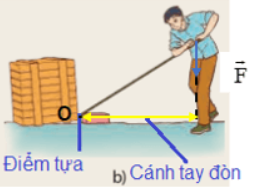 F
O
Điểm tựa
b) Cánh tay đòn